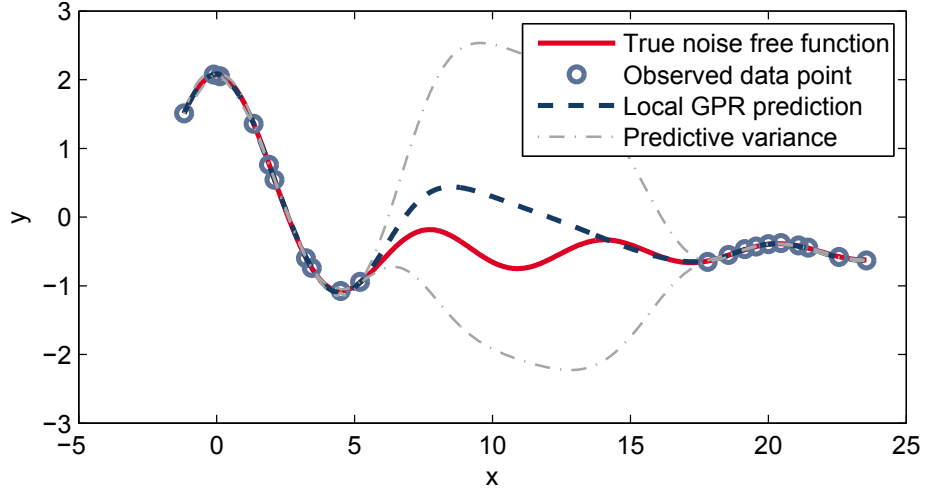 3
2
1
0
−1
−2
−3
y
True noise free function
Observed data point
Local GPR prediction
Predictive variance
−5 0 5 10 15 20 25
x